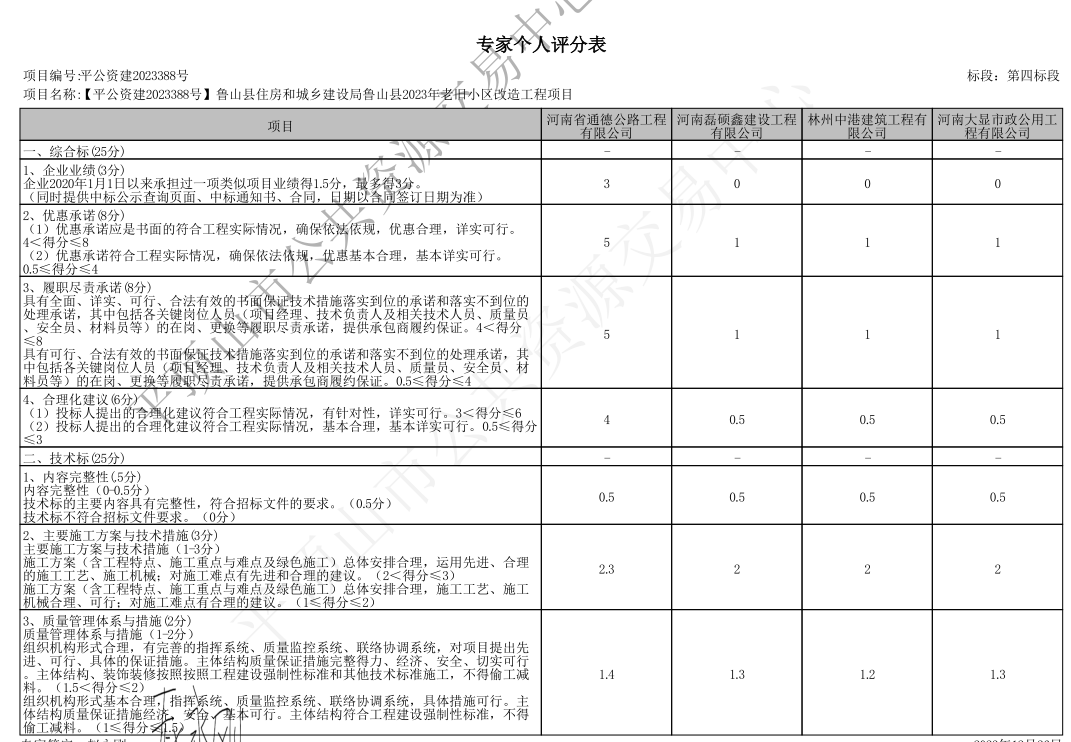 专家个人评分表
项目编号:平公资建2023388号
标段：第四标段
项目名称:【平公资建2023388号】鲁山县住房和城乡建设局鲁山县2023年老旧小区改造工程项目
项目 河南省通德公路工程有限公司 河南磊硕鑫建设工程有限公司 林州中港建筑工程有限公司 河南大显市政公用工程有限公司
一、综合标(25分) - - - -
1、企业业绩(3分)
企业2020年1月1日以来承担过一项类似项目业绩得1.5分，最多得3分。
（同时提供中标公示查询页面、中标通知书、合同，日期以合同签订日期为准）
3 0 0 0
2、优惠承诺(8分)
（1）优惠承诺应是书面的符合工程实际情况，确保依法依规，优惠合理，详实可行。
4＜得分≤8
（2）优惠承诺符合工程实际情况，确保依法依规，优惠基本合理，基本详实可行。
0.5≤得分≤4
5 1 1 1
3、履职尽责承诺(8分)
具有全面、详实、可行、合法有效的书面保证技术措施落实到位的承诺和落实不到位的
处理承诺，其中包括各关键岗位人员（项目经理、技术负责人及相关技术人员、质量员
、安全员、材料员等）的在岗、更换等履职尽责承诺，提供承包商履约保证。4＜得分
≤8
具有可行、合法有效的书面保证技术措施落实到位的承诺和落实不到位的处理承诺，其
中包括各关键岗位人员（项目经理、技术负责人及相关技术人员、质量员、安全员、材
料员等）的在岗、更换等履职尽责承诺，提供承包商履约保证。0.5≤得分≤4
5 1 1 1
4、合理化建议(6分)
（1）投标人提出的合理化建议符合工程实际情况，有针对性，详实可行。3＜得分≤6
（2）投标人提出的合理化建议符合工程实际情况，基本合理，基本详实可行。0.5≤得分
≤3
4 0.5 0.5 0.5
二、技术标(25分) - - - -
1、内容完整性(.5分)
内容完整性（0-0.5分）
技术标的主要内容具有完整性，符合招标文件的要求。（0.5分）
技术标不符合招标文件要求。（0分）
0.5 0.5 0.5 0.5
2、主要施工方案与技术措施(3分)
主要施工方案与技术措施（1-3分）
施工方案（含工程特点、施工重点与难点及绿色施工）总体安排合理，运用先进、合理
的施工工艺、施工机械；对施工难点有先进和合理的建议。（2＜得分≤3）
施工方案（含工程特点、施工重点与难点及绿色施工）总体安排合理，施工工艺、施工
机械合理、可行；对施工难点有合理的建议。（1≤得分≤2）
2.3 2 2 2
3、质量管理体系与措施(2分)
质量管理体系与措施（1-2分）
组织机构形式合理，有完善的指挥系统、质量监控系统、联络协调系统，对项目提出先
进、可行、具体的保证措施。主体结构质量保证措施完整得力、经济、安全、切实可行
。主体结构、装饰装修按照按照工程建设强制性标准和其他技术标准施工，不得偷工减
料。（1.5＜得分≤2）
组织机构形式基本合理，指挥系统、质量监控系统、联络协调系统，具体措施可行。主
体结构质量保证措施经济、安全、基本可行。主体结构符合工程建设强制性标准，不得
偷工减料。（1≤得分≤1.5）
1.4 1.3 1.2 1.3
平顶山市公共资源交易中心
平顶山市公共资源交易中心